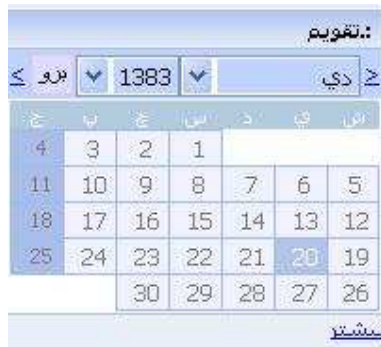 :.تقويم
< دي 1383 برو >
ش ي د س چ پ ج
1 2 3 4
5 6 7 8 9 10 11
12 13 14 15 16 17 18
19 20 21 22 23 24 25
26 27 28 29 30
بيشتر